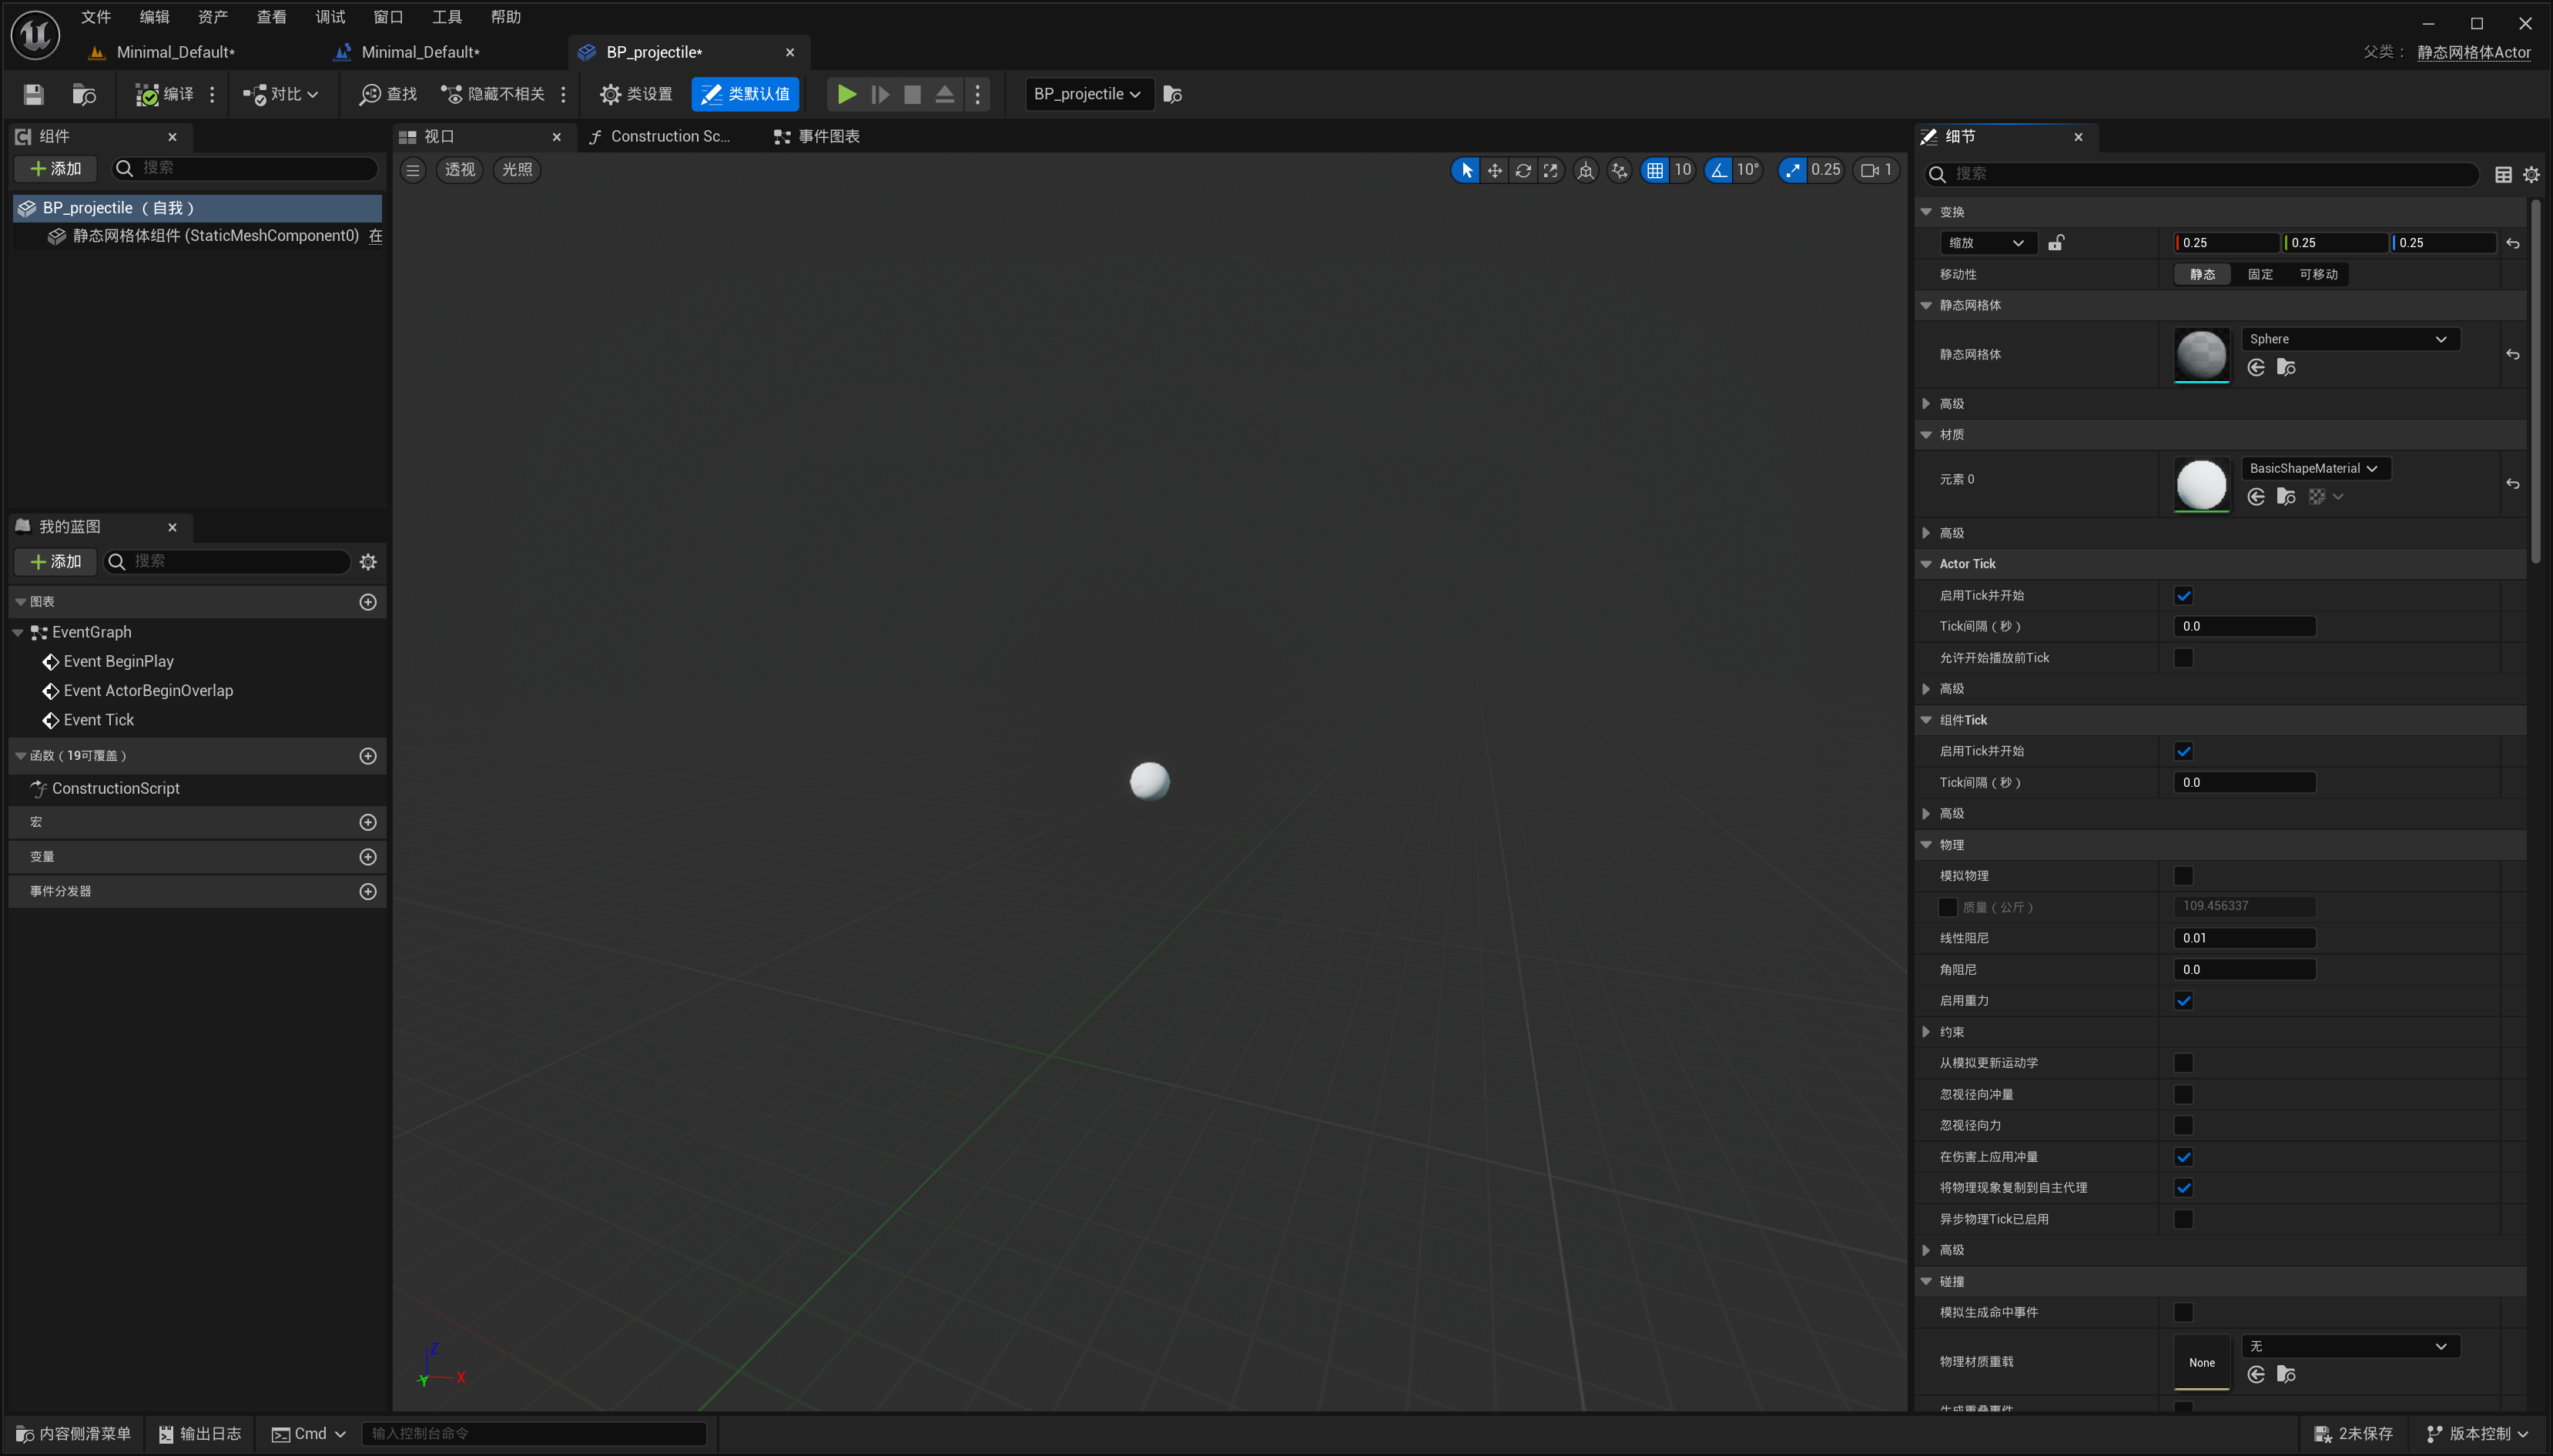 文件 编辑 资产 查看 调试 窗口 工具 帮助
Minimal_Default* Minimal_Default* BP_projectile*
父类： 静态网格体Actor
编译 对比 查找 隐藏不相关 类设置 类默认值 BP_projectile
组件
添加 搜索
BP_projectile （自我）
静态网格体组件 (StaticMeshComponent0) 在
我的蓝图
添加 搜索
图表
EventGraph
Event BeginPlay
Event ActorBeginOverlap
Event Tick
函数（19可覆盖）
ConstructionScript
宏
变量
事件分发器
视口 Construction Sc... 事件图表
透视 光照 10 10° 0.25 1
Z
Y X
细节
搜索
变换
缩放 0.25 0.25 0.25
移动性 静态 固定 可移动
静态网格体
静态网格体 Sphere
高级
材质
元素 0 BasicShapeMaterial
高级
Actor Tick
启用Tick并开始
Tick间隔（秒） 0.0
允许开始播放前Tick
高级
组件Tick
启用Tick并开始
Tick间隔（秒） 0.0
高级
物理
模拟物理
质量（公斤） 109.456337
线性阻尼 0.01
角阻尼 0.0
启用重力
约束
从模拟更新运动学
忽视径向冲量
忽视径向力
在伤害上应用冲量
将物理现象复制到自主代理
异步物理Tick已启用
高级
碰撞
模拟生成命中事件
物理材质重载 None 无
生成重叠事件
内容侧滑菜单 输出日志 Cmd 输入控制台命令 2未保存 版本控制